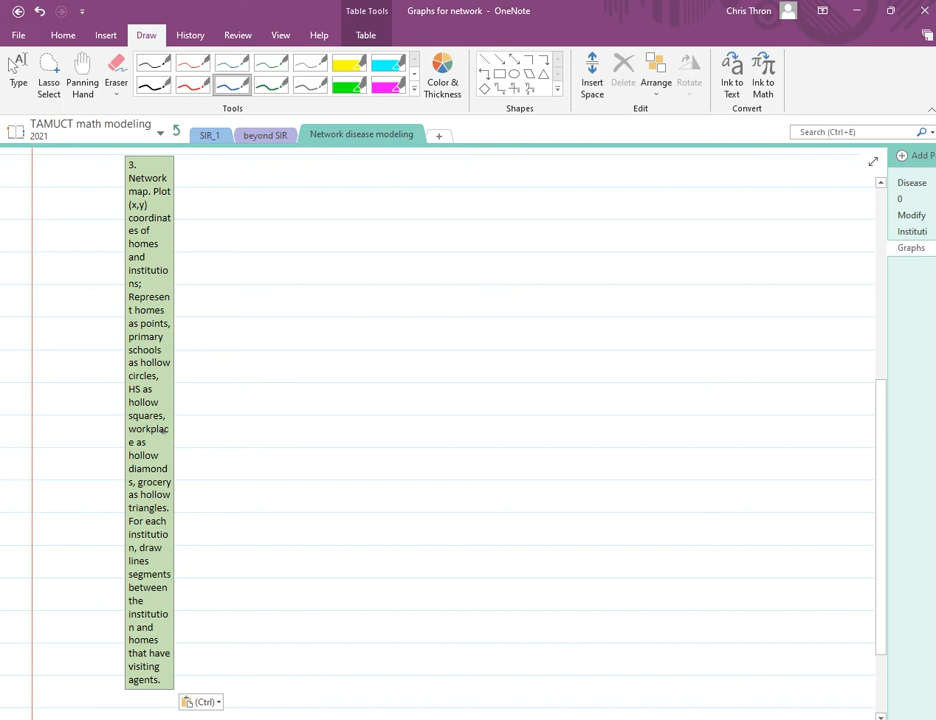 Table Tools
Graphs for network - OneNote
Chris Thron
File
Home
Insert
Draw
History
Review
View
Help
Table
Type
Lasso
Select
Panning
Hand
Eraser
Color &
Thickness
Insert
Space
Delete
Arrange
Rotate
Ink to
Text
Ink to
Math
Tools
Shapes
Edit
Convert
TAMUCT math modeling
2021
SIR_1
beyond SIR
Network disease modeling
+
Search (Ctrl+E)
Add P
Disease
0
Modify
Instituti
Graphs
3.
Network
map. Plot
(x,y)
coordinat
es of
homes
and
institutio
ns;
Represen
t homes
as points,
primary
schools
as hollow
circles,
HS as
hollow
squares,
workplac
e as
hollow
diamond
s, grocery
as hollow
triangles.
For each
institutio
n, draw
lines
segments
between
the
institutio
n and
homes
that have
visiting
agents.
(Ctrl)